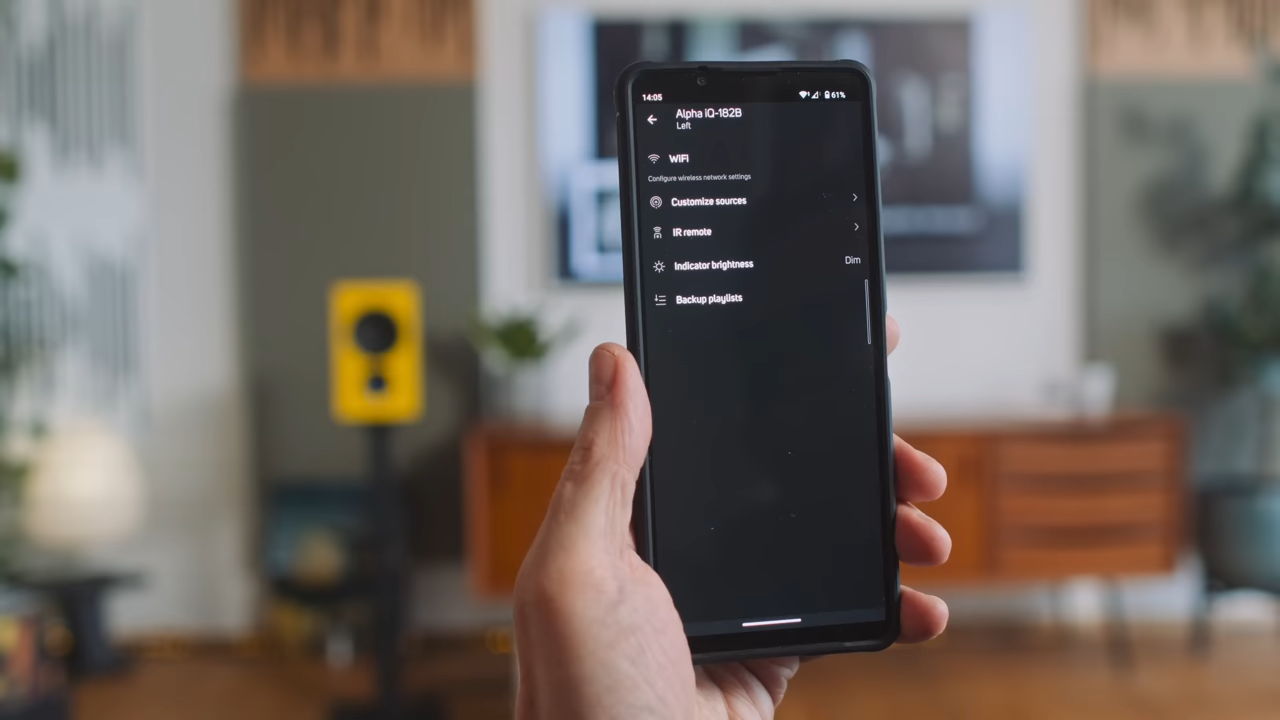 14:05
61%
Alpha iQ-182B
Left
WiFi
Configure wireless network settings
Customize sources
IR remote
Indicator brightness
Dim
Backup playlists